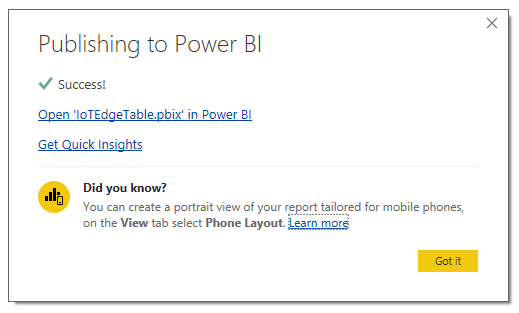 Publishing to Power BI
Success!
Open 'IoTEdgeTable.pbix' in Power BI
Get Quick Insights
Did you know?
You can create a portrait view of your report tailored for mobile phones,
on the View tab select Phone Layout. Learn more
Got it